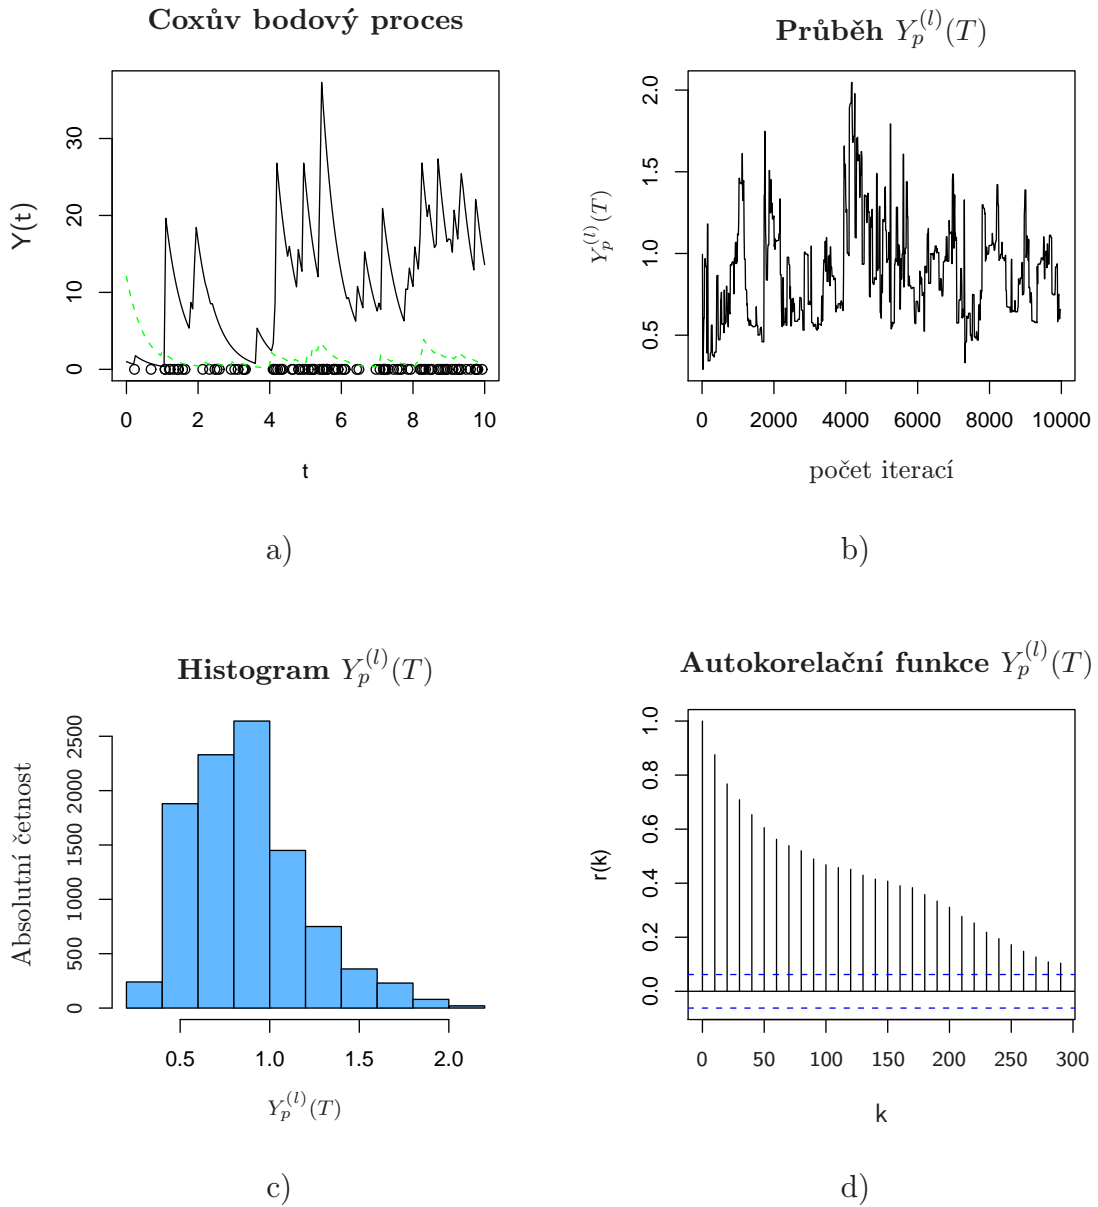 Coxův bodový proces
Y(t)
30
20
10
0
0 2 4 6 8 10
t
a)
Průběh Y_p^{(l)}(T)
Y_p^{(l)}(T)
2.0
1.5
1.0
0.5
0 2000 4000 6000 8000 10000
počet iterací
b)
Histogram Y_p^{(l)}(T)
Absolutní četnost
2500
2000
1500
1000
500
0
0.5 1.0 1.5 2.0
Y_p^{(l)}(T)
c)
Autokorelační funkce Y_p^{(l)}(T)
r(k)
1.0
0.8
0.6
0.4
0.2
0.0
0 50 100 150 200 250 300
k
d)